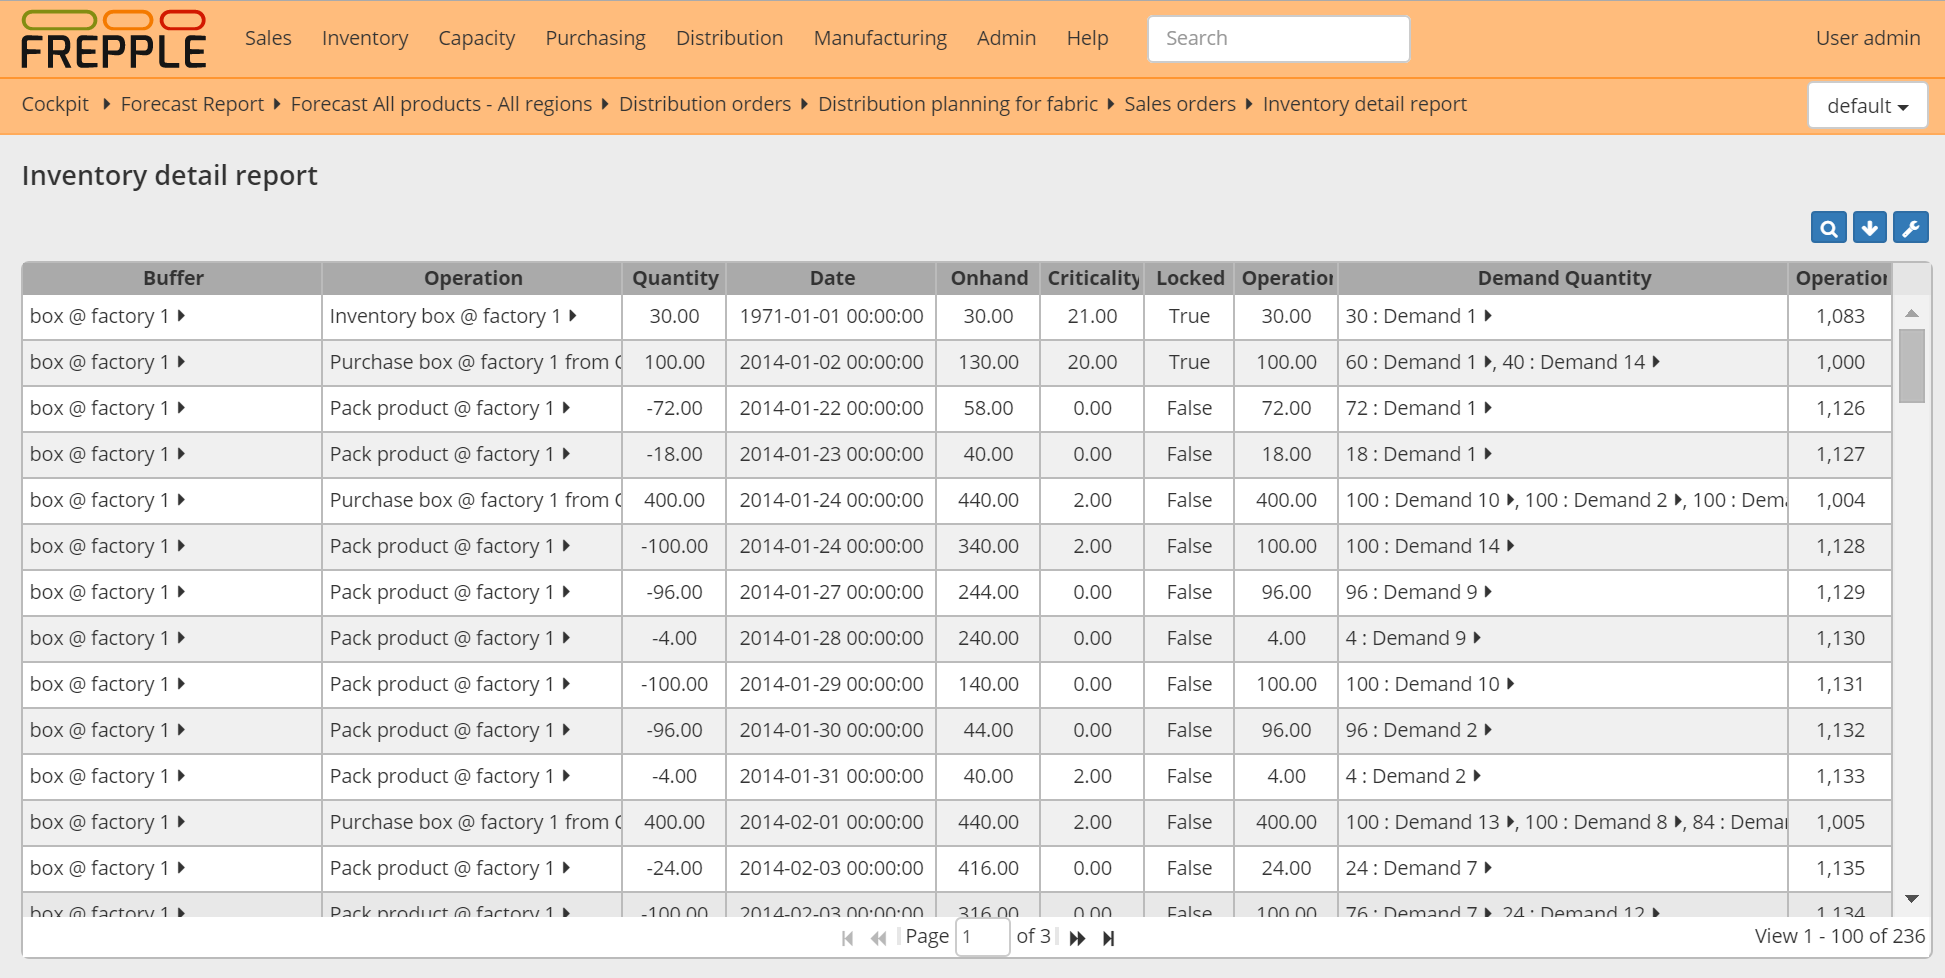 FREPPLE Sales Inventory Capacity Purchasing Distribution Manufacturing Admin Help Search User admin
Cockpit Forecast Report Forecast All products - All regions Distribution orders Distribution planning for fabric Sales orders Inventory detail report default
Inventory detail report
Buffer Operation Quantity Date Onhand Criticality Locked Operation Demand Quantity Operation
box @ factory 1 Inventory box @ factory 1 30.00 1971-01-01 00:00:00 30.00 21.00 True 30.00 30 : Demand 1 1,083
box @ factory 1 Purchase box @ factory 1 from 100.00 2014-01-02 00:00:00 130.00 20.00 True 100.00 60 : Demand 1 , 40 : Demand 14 1,000
box @ factory 1 Pack product @ factory 1 -72.00 2014-01-22 00:00:00 58.00 0.00 False 72.00 72 : Demand 1 1,126
box @ factory 1 Pack product @ factory 1 -18.00 2014-01-23 00:00:00 40.00 0.00 False 18.00 18 : Demand 1 1,127
box @ factory 1 Purchase box @ factory 1 from 400.00 2014-01-24 00:00:00 440.00 2.00 False 400.00 100 : Demand 10 , 100 : Demand 2 , 100 : Dem 1,004
box @ factory 1 Pack product @ factory 1 -100.00 2014-01-24 00:00:00 340.00 2.00 False 100.00 100 : Demand 14 1,128
box @ factory 1 Pack product @ factory 1 -96.00 2014-01-27 00:00:00 244.00 0.00 False 96.00 96 : Demand 9 1,129
box @ factory 1 Pack product @ factory 1 -4.00 2014-01-28 00:00:00 240.00 0.00 False 4.00 4 : Demand 9 1,130
box @ factory 1 Pack product @ factory 1 -100.00 2014-01-29 00:00:00 140.00 0.00 False 100.00 100 : Demand 10 1,131
box @ factory 1 Pack product @ factory 1 -96.00 2014-01-30 00:00:00 44.00 0.00 False 96.00 96 : Demand 2 1,132
box @ factory 1 Pack product @ factory 1 -4.00 2014-01-31 00:00:00 40.00 2.00 False 4.00 4 : Demand 2 1,133
box @ factory 1 Purchase box @ factory 1 from 400.00 2014-02-01 00:00:00 440.00 2.00 False 400.00 100 : Demand 13 , 100 : Demand 8 , 84 : Dema 1,005
box @ factory 1 Pack product @ factory 1 -24.00 2014-02-03 00:00:00 416.00 0.00 False 24.00 24 : Demand 7 1,135
box @ factory 1 Pack product @ factory 1 -100.00 2014-02-03 00:00:00 316.00 0.00 False 100.00 76 : Demand 7 , 24 : Demand 12 1,134
Page 1 of 3 View 1 - 100 of 236